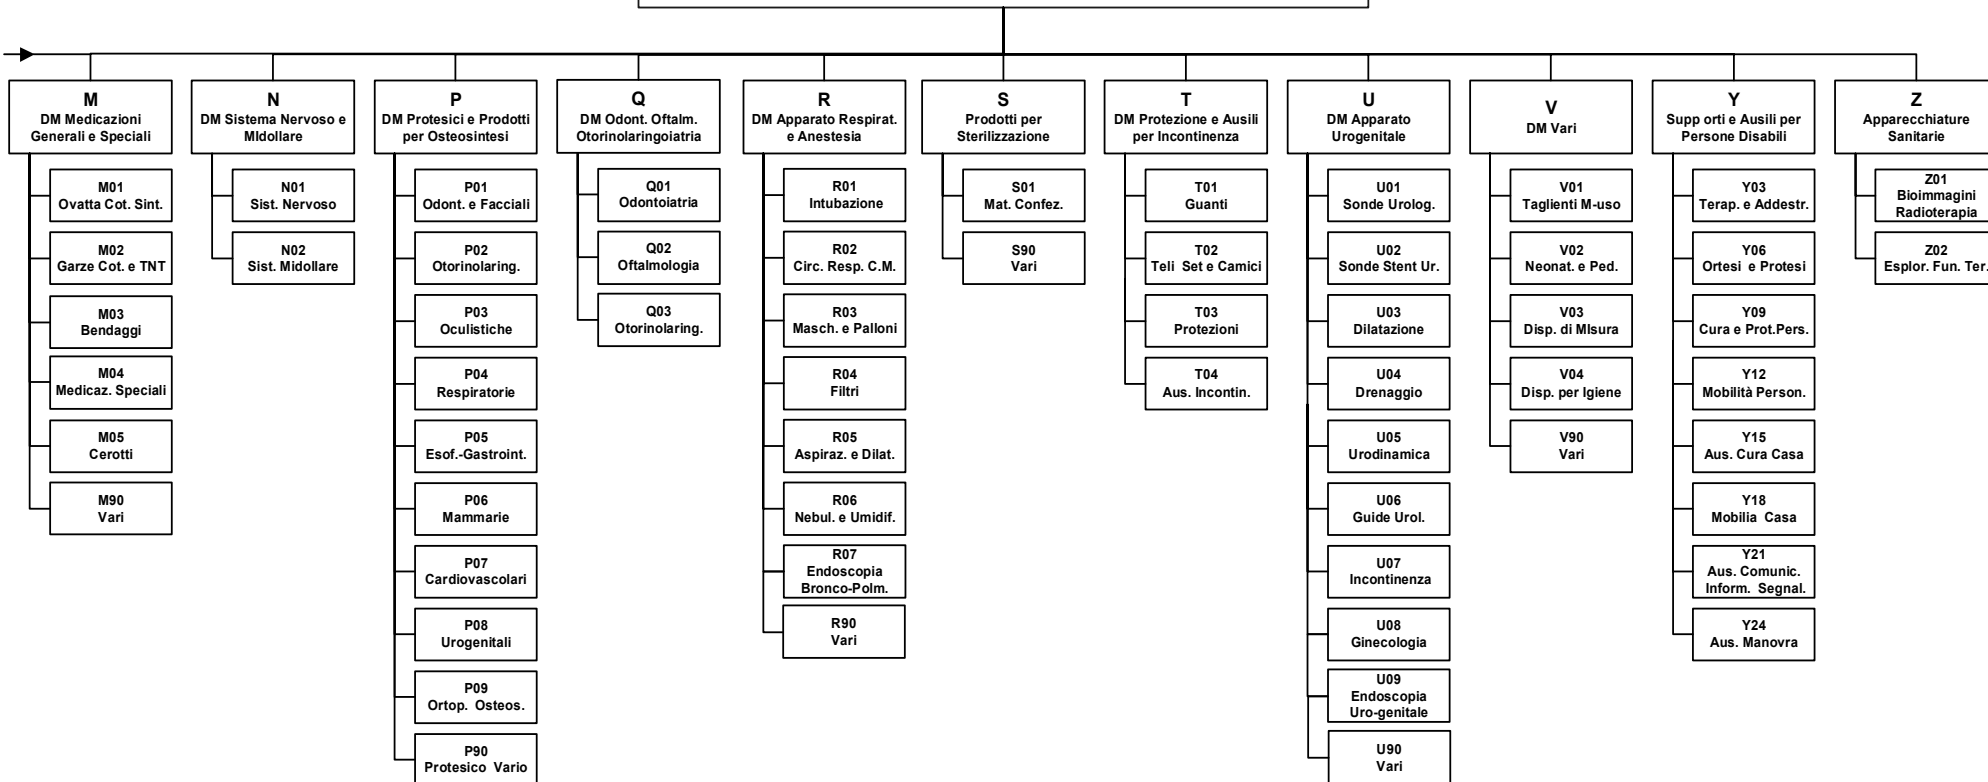 M
DM Medicazioni
Generali e Speciali
M01
Ovatta Cot. Sint.
M02
Garze Cot. e TNT
M03
Bendaggi
M04
Medicaz. Speciali
M05
Cerotti
M90
Vari
N
DM Sistema Nervoso e
MIdollare
N01
Sist. Nervoso
N02
Sist. Midollare
P
DM Protesici e Prodotti
per Osteosintesi
P01
Odont. e Facciali
P02
Otorinolaring.
P03
Oculistiche
P04
Respiratorie
P05
Esof.-Gastroint.
P06
Mammarie
P07
Cardiovascolari
P08
Urogenitali
P09
Ortop. Osteos.
P90
Protesico Vario
Q
DM Odont. Oftalm.
Otorinolaringoiatria
Q01
Odontoiatria
Q02
Oftalmologia
Q03
Otorinolaring.
R
DM Apparato Respirat.
e Anestesia
R01
Intubazione
R02
Circ. Resp. C.M.
R03
Masch. e Palloni
R04
Filtri
R05
Aspiraz. e Dilat.
R06
Nebul. e Umidif.
R07
Endoscopia
Bronco-Polm.
R90
Vari
S
Prodotti per
Sterilizzazione
S01
Mat. Confez.
S90
Vari
T
DM Protezione e Ausili
per Incontinenza
T01
Guanti
T02
Teli Set e Camici
T03
Protezioni
T04
Aus. Incontin.
U
DM Apparato
Urogenitale
U01
Sonde Urolog.
U02
Sonde Stent Ur.
U03
Dilatazione
U04
Drenaggio
U05
Urodinamica
U06
Guide Urol.
U07
Incontinenza
U08
Ginecologia
U09
Endoscopia
Uro-genitale
U90
Vari
V
DM Vari
V01
Taglienti M-uso
V02
Neonat. e Ped.
V03
Disp. di MIsura
V04
Disp. per Igiene
V90
Vari
Y
Supp orti e Ausili per
Persone Disabili
Y03
Terap. e Addestr.
Y06
Ortesi e Protesi
Y09
Cura e Prot.Pers.
Y12
Mobilità Person.
Y15
Aus. Cura Casa
Y18
Mobilia Casa
Y21
Aus. Comunic.
Inform. Segnal.
Y24
Aus. Manovra
Z
Apparecchiature
Sanitarie
Z01
Bioimmagini
Radioterapia
Z02
Esplor. Fun. Ter.